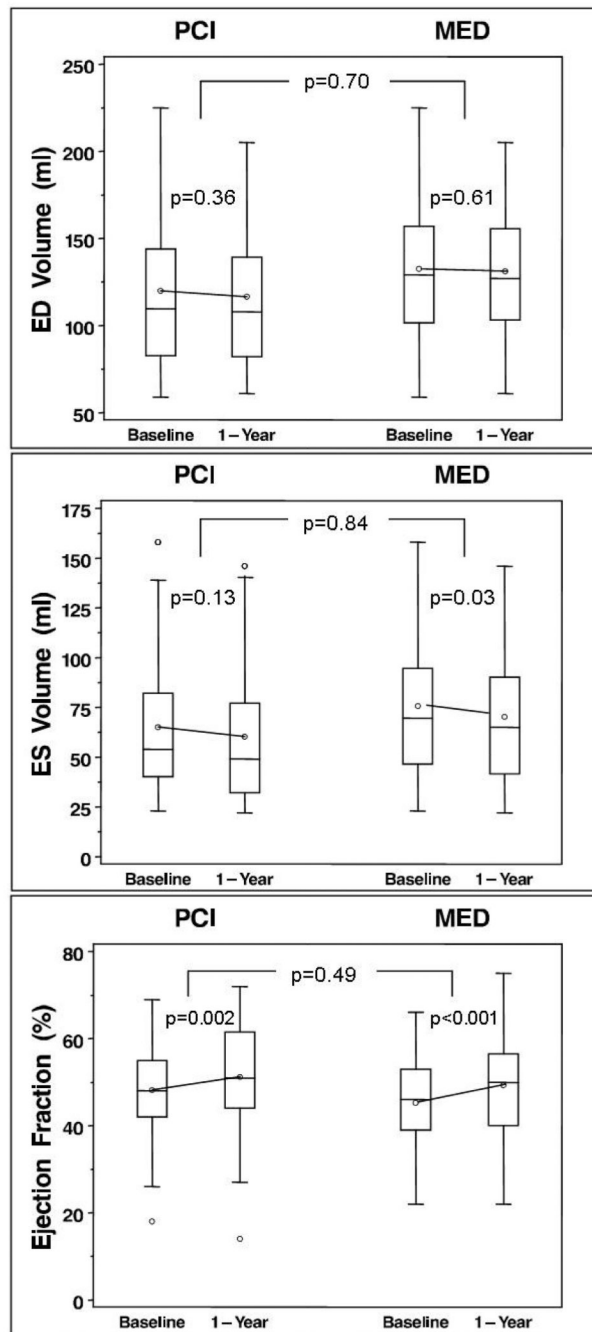 PCI MED
250
p=0.70
200
p=0.36 p=0.61
150
100
50
ED Volume (ml)
Baseline 1–Year Baseline 1–Year
PCI MED
175
p=0.84
150
p=0.13 p=0.03
125
100
75
50
25
0
ES Volume (ml)
Baseline 1–Year Baseline 1–Year
PCI MED
80
p=0.49
p=0.002 p<0.001
60
40
20
0
Ejection Fraction (%)
Baseline 1–Year Baseline 1–Year